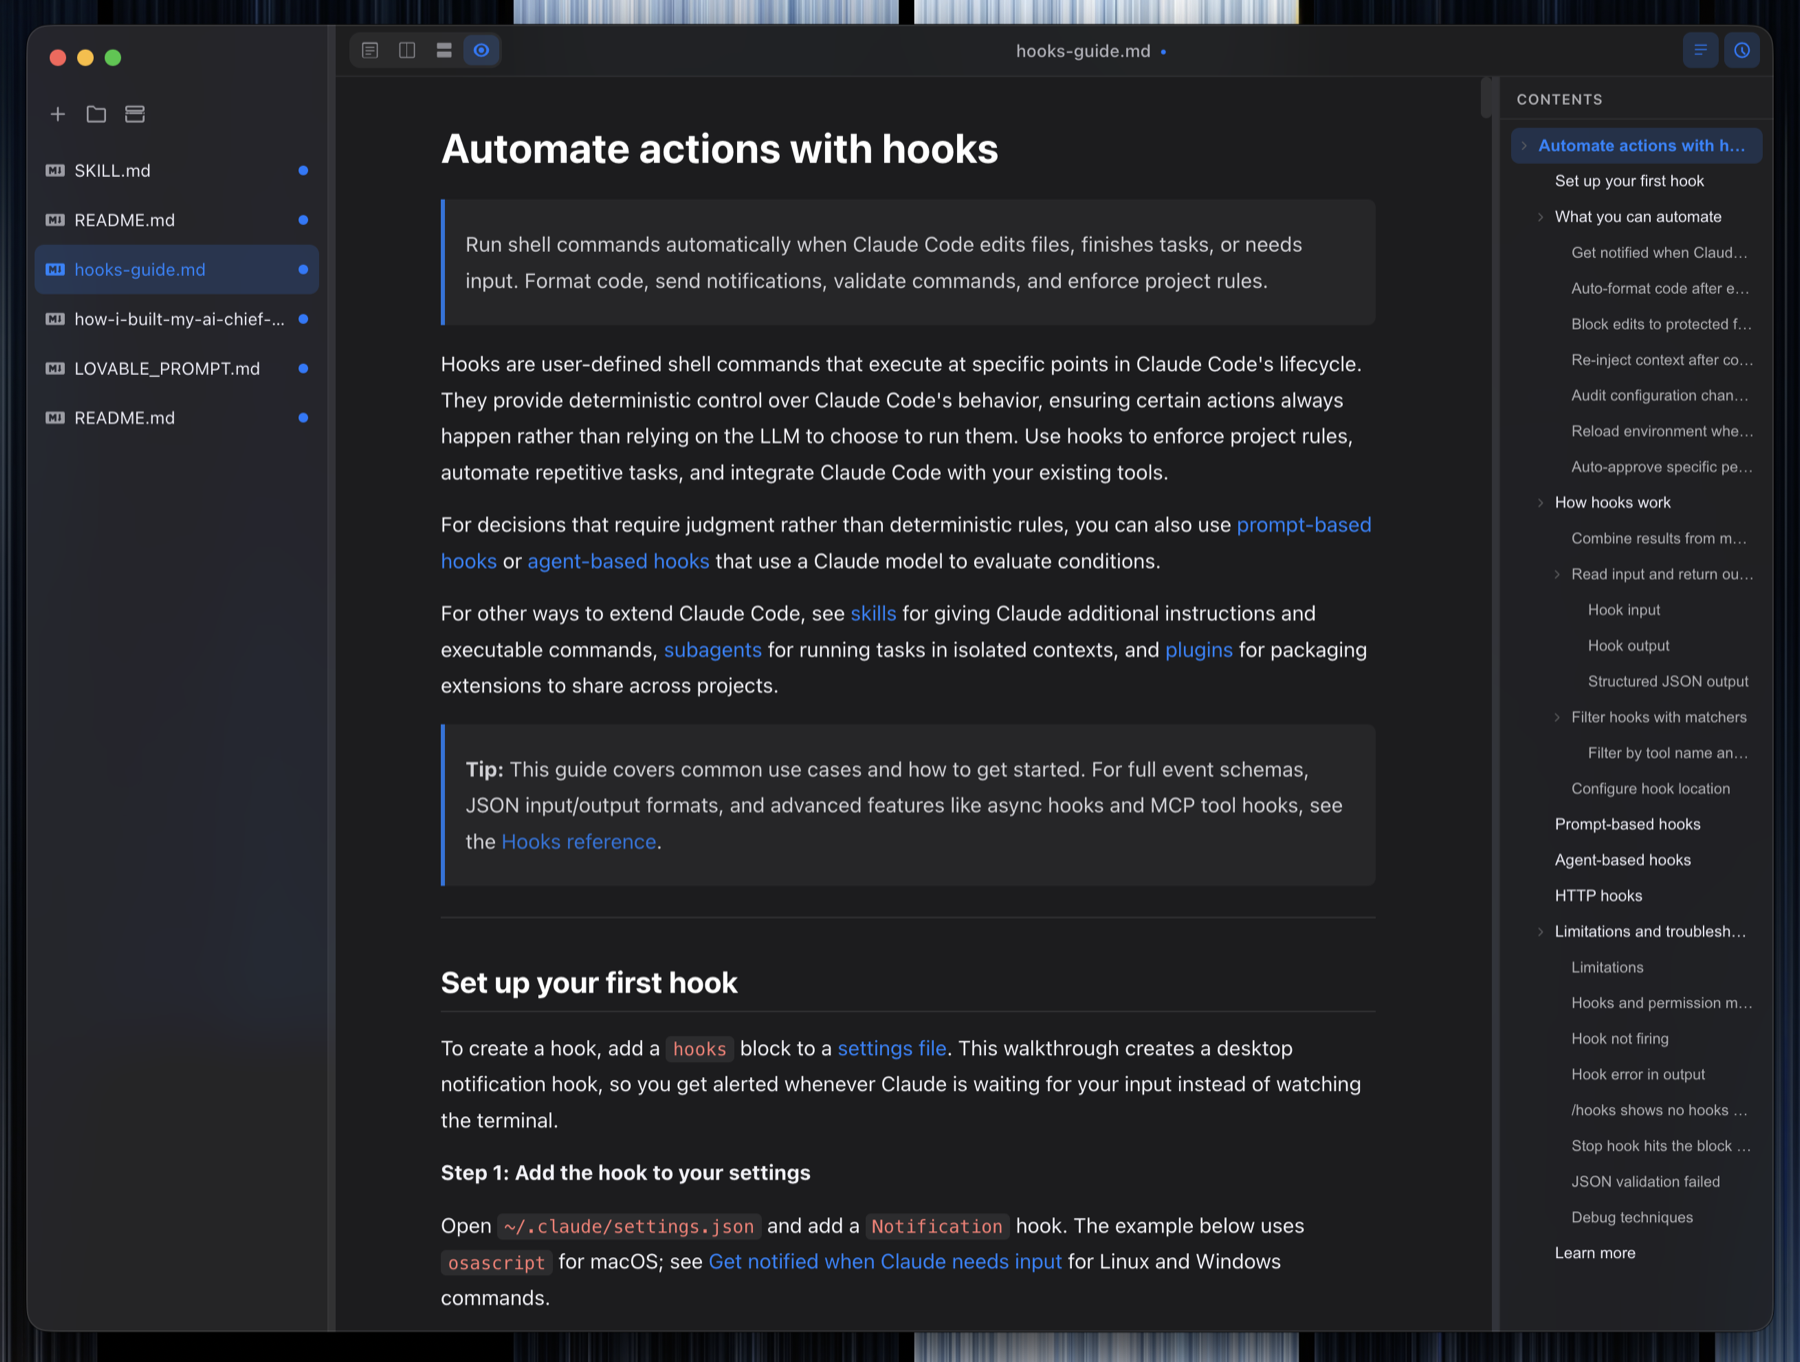 hooks-guide.md
SKILL.md
README.md
hooks-guide.md
how-i-built-my-ai-chief-...
LOVABLE_PROMPT.md
README.md
Automate actions with hooks
Run shell commands automatically when Claude Code edits files, finishes tasks, or needs
input. Format code, send notifications, validate commands, and enforce project rules.
Hooks are user-defined shell commands that execute at specific points in Claude Code's lifecycle.
They provide deterministic control over Claude Code's behavior, ensuring certain actions always
happen rather than relying on the LLM to choose to run them. Use hooks to enforce project rules,
automate repetitive tasks, and integrate Claude Code with your existing tools.
For decisions that require judgment rather than deterministic rules, you can also use prompt-based
hooks or agent-based hooks that use a Claude model to evaluate conditions.
For other ways to extend Claude Code, see skills for giving Claude additional instructions and
executable commands, subagents for running tasks in isolated contexts, and plugins for packaging
extensions to share across projects.
Tip: This guide covers common use cases and how to get started. For full event schemas,
JSON input/output formats, and advanced features like async hooks and MCP tool hooks, see
the Hooks reference.
Set up your first hook
To create a hook, add a hooks block to a settings file. This walkthrough creates a desktop
notification hook, so you get alerted whenever Claude is waiting for your input instead of watching
the terminal.
Step 1: Add the hook to your settings
Open ~/.claude/settings.json and add a Notification hook. The example below uses
osascript for macOS; see Get notified when Claude needs input for Linux and Windows
commands.
CONTENTS
Automate actions with h...
Set up your first hook
What you can automate
Get notified when Claud...
Auto-format code after e...
Block edits to protected f...
Re-inject context after co...
Audit configuration chan...
Reload environment whe...
Auto-approve specific pe...
How hooks work
Combine results from m...
Read input and return ou...
Hook input
Hook output
Structured JSON output
Filter hooks with matchers
Filter by tool name an...
Configure hook location
Prompt-based hooks
Agent-based hooks
HTTP hooks
Limitations and troublesh...
Limitations
Hooks and permission m...
Hook not firing
Hook error in output
/hooks shows no hooks ...
Stop hook hits the block ...
JSON validation failed
Debug techniques
Learn more